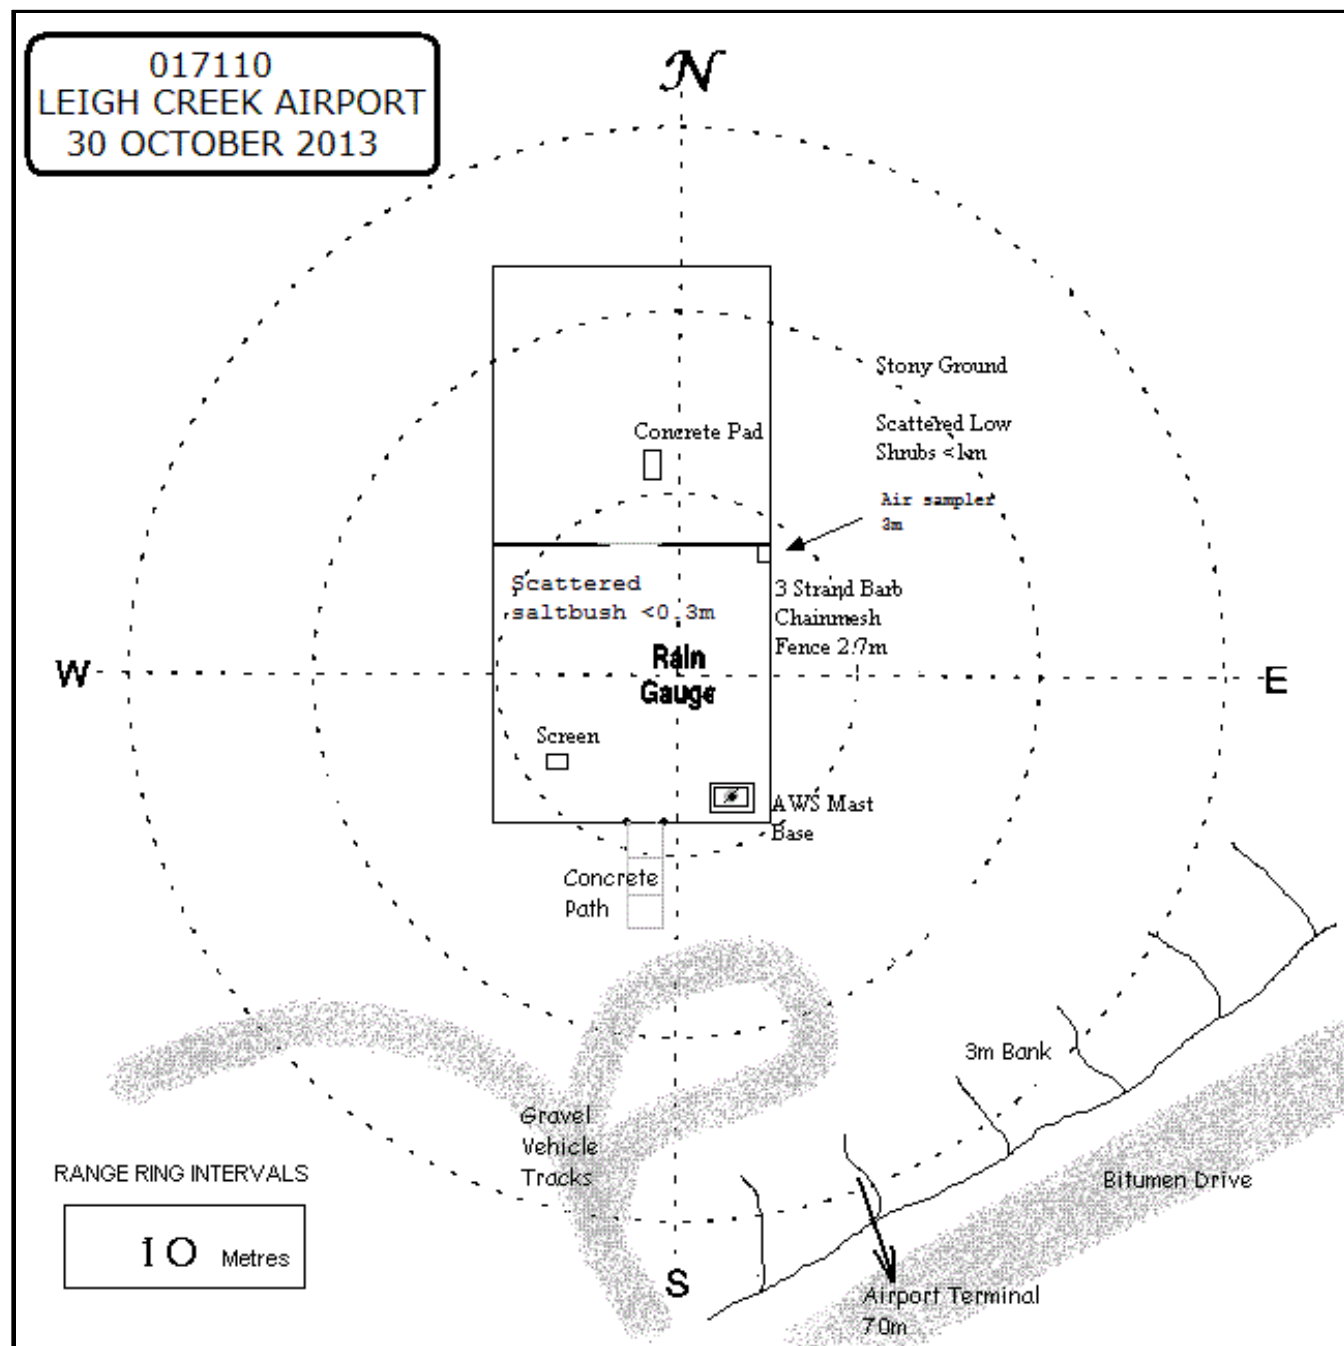 017110
LEIGH CREEK AIRPORT
30 OCTOBER 2013
N
Stony Ground
Concrete Pad
Scattered Low
Shrubs <1m
Air sampler
3m
Scattered
saltbush <0.3m
3 Strand Barb
Chainmesh
Fence 2.7m
Rain
Gauge
W
E
Screen
AWS Mast
Base
Concrete
Path
3m Bank
Gravel
Vehicle
Tracks
RANGE RING INTERVALS
10 Metres
Bitumen Drive
S
Airport Terminal
70m